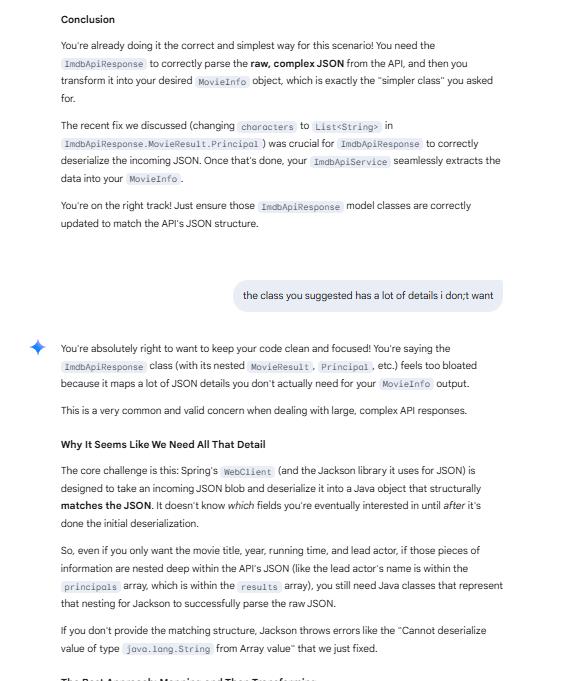 Conclusion
You're already doing it the correct and simplest way for this scenario! You need the
ImdbApiResponse to correctly parse the raw, complex JSON from the API, and then you
transform it into your desired MovieInfo object, which is exactly the "simpler class" you asked
for.
The recent fix we discussed (changing characters to List<String> in
ImdbApiResponse.MovieResult.Principal ) was crucial for ImdbApiResponse to correctly
deserialize the incoming JSON. Once that's done, your ImdbApiService seamlessly extracts the
data into your MovieInfo.
You're on the right track! Just ensure those ImdbApiResponse model classes are correctly
updated to match the API's JSON structure.
the class you suggested has a lot of details i don;t want
You're absolutely right to want to keep your code clean and focused! You're saying the
ImdbApiResponse class (with its nested MovieResult, Principal, etc.) feels too bloated
because it maps a lot of JSON details you don't actually need for your MovieInfo output.
This is a very common and valid concern when dealing with large, complex API responses.
Why It Seems Like We Need All That Detail
The core challenge is this: Spring's WebClient (and the Jackson library it uses for JSON) is
designed to take an incoming JSON blob and deserialize it into a Java object that structurally
matches the JSON. It doesn't know which fields you're eventually interested in until after it's
done the initial deserialization.
So, even if you only want the movie title, year, running time, and lead actor, if those pieces of
information are nested deep within the API's JSON (like the lead actor's name is within the
principals array, which is within the results array), you still need Java classes that represent
that nesting for Jackson to successfully parse the raw JSON.
If you don't provide the matching structure, Jackson throws errors like the "Cannot deserialize
value of type java.lang.String from Array value" that we just fixed.